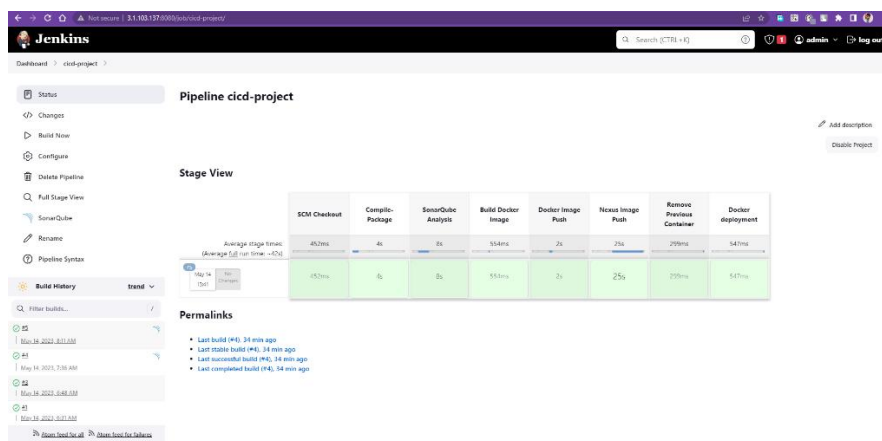 Not secure | 3.1.103.137:8080/job/cicd-project/
Jenkins
Search (CTRL+K)
1
admin
log out
Dashboard > cicd-project >
Status
Changes
Build Now
Configure
Delete Pipeline
Full Stage View
SonarQube
Rename
Pipeline Syntax
Build History
trend
Filter builds...
/
May 14, 2023, 8:11 AM
May 14, 2023, 7:36 AM
May 14, 2023, 6:48 AM
#1
May 14, 2023, 6:31 AM
Atom feed for all
Atom feed for failures
Pipeline cicd-project
Add description
Disable Project
Stage View
SCM Checkout
Compile-Package
SonarQube Analysis
Build Docker Image
Docker Image Push
Nexus Image Push
Remove Previous Container
Docker deployment
Average stage times:
(Average full run time: ~42s)
452ms
4s
8s
554ms
2s
25s
299ms
547ms
May 14
No Changes
452ms
4s
8s
554ms
2s
25s
299ms
547ms
Permalinks
Last build (#4), 34 min ago
Last stable build (#4), 34 min ago
Last successful build (#4), 34 min ago
Last completed build (#4), 34 min ago